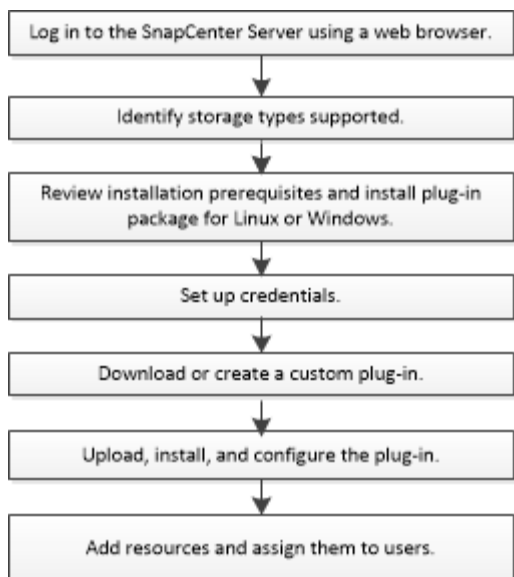 Log in to the SnapCenter Server using a web browser.
Identify storage types supported.
Review installation prerequisites and install plug-in
package for Linux or Windows.
Set up credentials.
Download or create a custom plug-in.
Upload, install, and configure the plug-in.
Add resources and assign them to users.